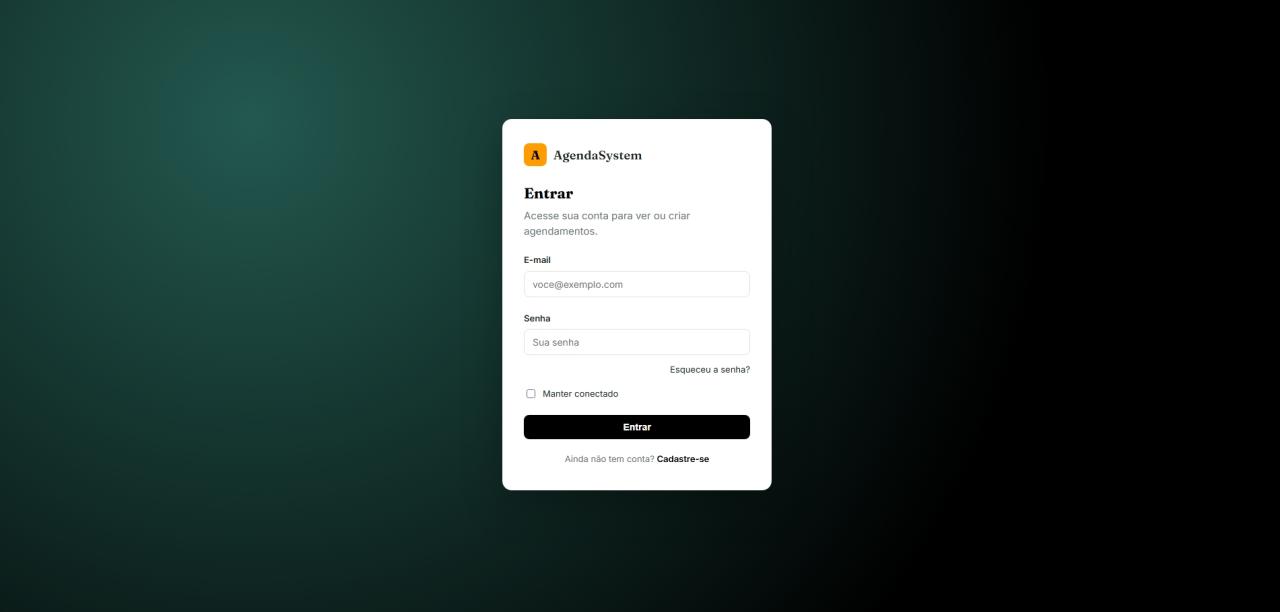 A AgendaSystem
Entrar
Acesse sua conta para ver ou criar
agendamentos.
E-mail
voce@exemplo.com
Senha
Sua senha
Esqueceu a senha?
Manter conectado
Entrar
Ainda não tem conta? Cadastre-se